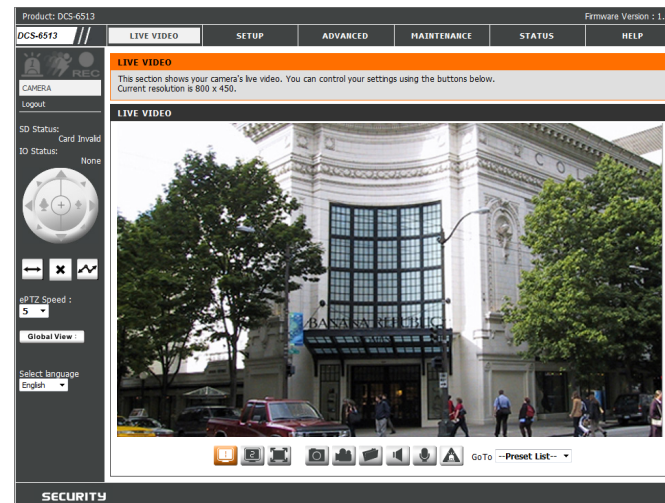 Product: DCS-6513
Firmware Version : 1.
DCS-6513
LIVE VIDEO
SETUP
ADVANCED
MAINTENANCE
STATUS
HELP
REC
CAMERA
Logout
SD Status:
Card Invalid
IO Status:
None
ePTZ Speed :
5
Global View :
Select language
English
LIVE VIDEO
This section shows your camera's live video. You can control your settings using the buttons below.
Current resolution is 800 x 450.
LIVE VIDEO
COL
BANANA REPUBLIC
1
2
GoTo
--Preset List--
SECURITY